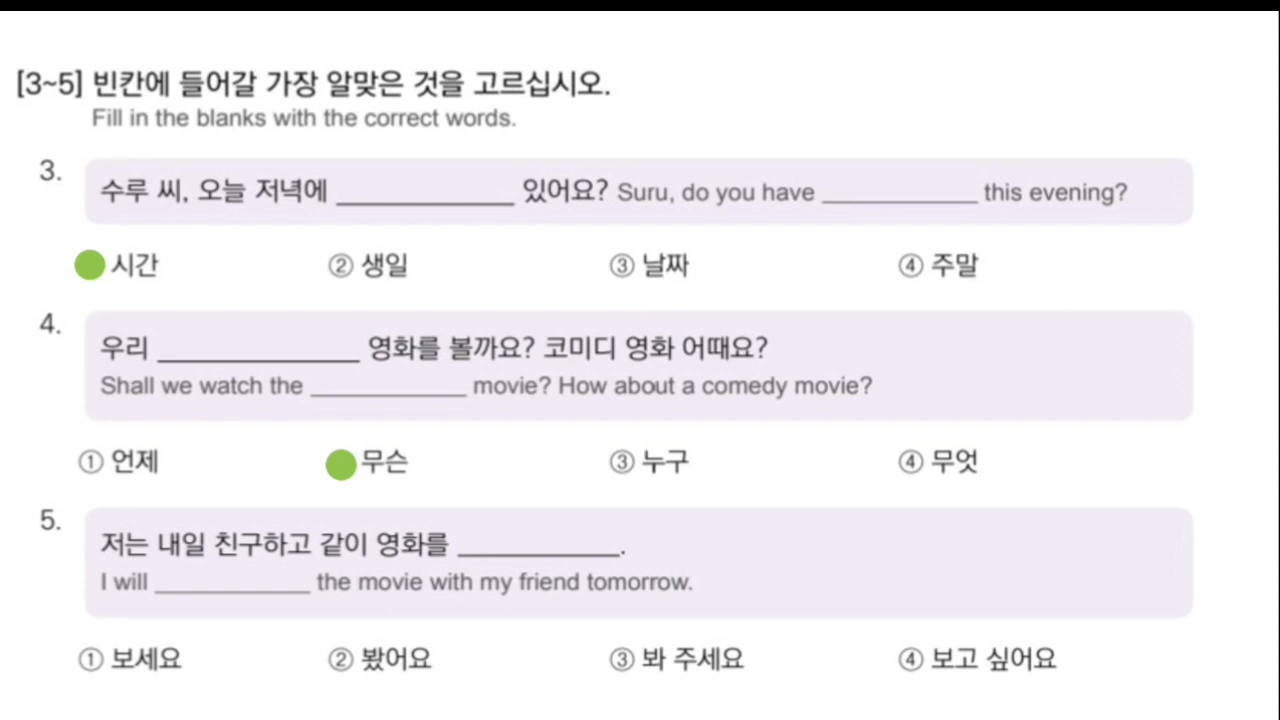 [3~5] 빈칸에 들어갈 가장 알맞은 것을 고르십시오.
Fill in the blanks with the correct words.
3.
수루 씨, 오늘 저녁에 ____________ 있어요? Suru, do you have ____________ this evening?
시간 ② 생일 ③ 날짜 ④ 주말
4.
우리 ____________ 영화를 볼까요? 코미디 영화 어때요?
Shall we watch the ____________ movie? How about a comedy movie?
① 언제 무슨 ③ 누구 ④ 무엇
5.
저는 내일 친구하고 같이 영화를 ____________.
I will ____________ the movie with my friend tomorrow.
① 보세요 ② 봤어요 ③ 봐 주세요 ④ 보고 싶어요